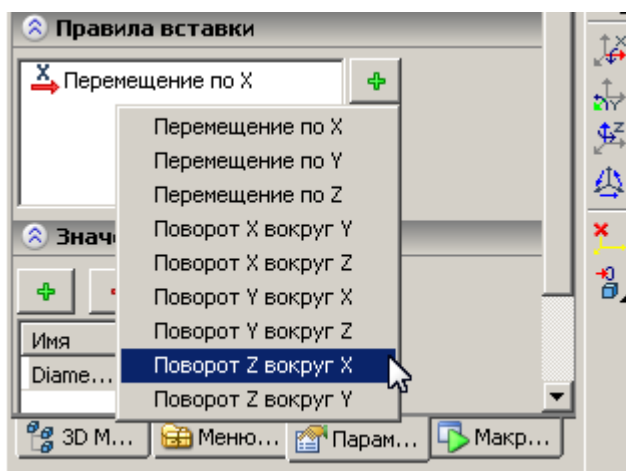 Правила вставки
X Перемещение по X
Перемещение по X
Перемещение по Y
Перемещение по Z
Поворот X вокруг Y
Знач
Поворот X вокруг Z
Поворот Y вокруг X
Имя
Поворот Y вокруг Z
Diame...
Поворот Z вокруг X
Поворот Z вокруг Y
3D М... Меню... Парам... Макр...